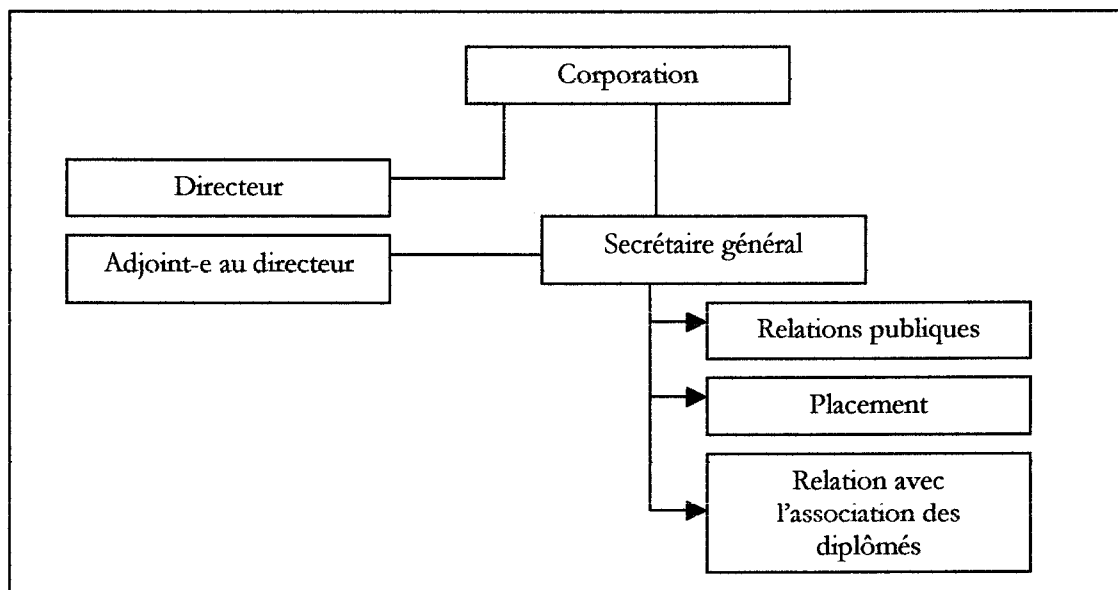 Corporation
Directeur
Adjoint-e au directeur
Secrétaire général
Relations publiques
Placement
Relation avec
l'association des
diplômés